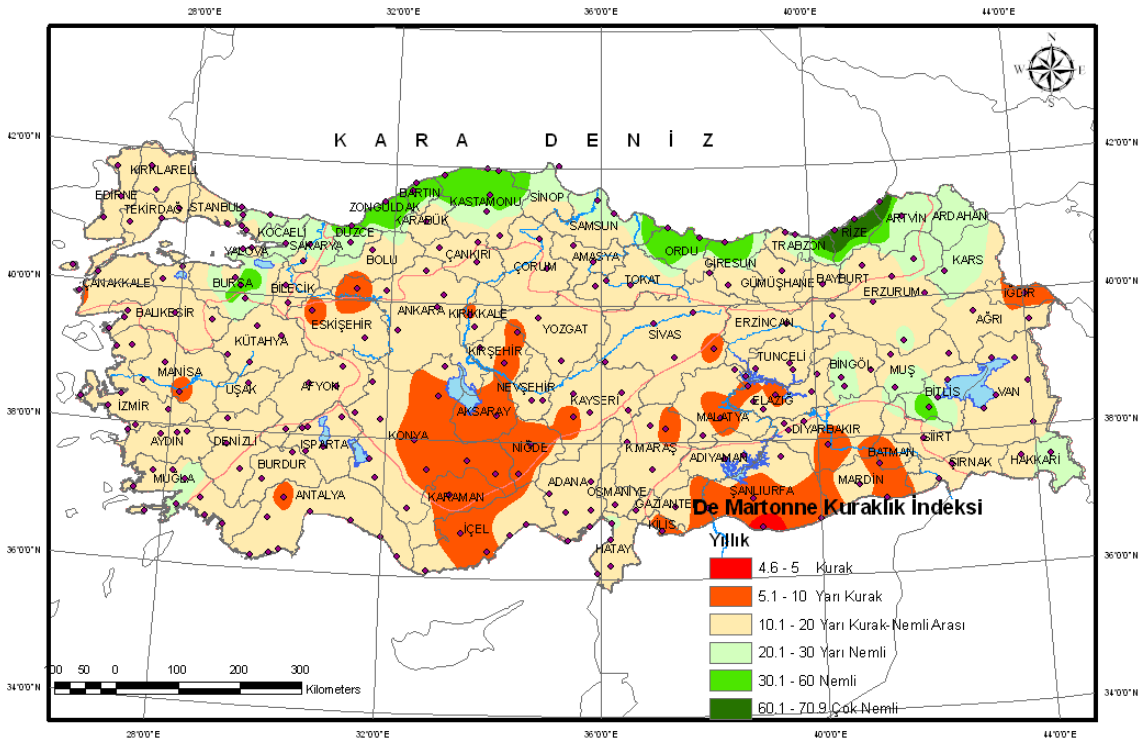 28°0'0"E 32°0'0"E 36°0'0"E 40°0'0"E 44°0'0"E
N
W E
S
42°0'0"N 42°0'0"N
K A R A D E N İ Z
KIRKLARELİ
EDİRNE
TEKİRDAĞ
İSTANBUL
KOCAELİ
YALOVA
SAKARYA
DÜZCE
ZONGULDAK
BARTIN
KARABÜK
KASTAMONU
SİNOP
SAMSUN
ORDU
GİRESUN
TRABZON
RİZE
ARTVİN
ARDAHAN
KARS
40°0'0"N 40°0'0"N
ÇANAKKALE
BURSA
BİLECİK
BOLU
ÇANKIRI
ÇORUM
AMASYA
TOKAT
GÜMÜŞHANE
BAYBURT
ERZURUM
IĞDIR
AĞRI
BALIKESİR
ESKİŞEHİR
KÜTAHYA
ANKARA
KIRIKKALE
YOZGAT
SİVAS
ERZİNCAN
TUNCELİ
BİNGÖL
MUŞ
BİTLİS
VAN
MANİSA
UŞAK
AFYON
KIRŞEHİR
NEVŞEHİR
KAYSERİ
MALATYA
ELAZIĞ
İZMİR
AKSARAY
38°0'0"N 38°0'0"N
AYDIN
DENİZLİ
ISPARTA
KONYA
NİĞDE
K.MARAŞ
ADIYAMAN
DİYARBAKIR
BATMAN
SİİRT
ŞIRNAK
HAKKARİ
MUĞLA
BURDUR
ANTALYA
KARAMAN
ADANA
OSMANİYE
GAZİANTEP
ŞANLIURFA
MARDİN
İÇEL
KİLİS
HATAY
36°0'0"N 36°0'0"N
De Martonne Kuraklık İndeksi
Yıllık
4.6 - 5 Kurak
5.1 - 10 Yarı Kurak
10.1 - 20 Yarı Kurak-Nemli Arası
20.1 - 30 Yarı Nemli
30.1 - 60 Nemli
60.1 - 70.9 Çok Nemli
100 50 0 100 200 300
Kilometers
34°0'0"N 34°0'0"N
28°0'0"E 32°0'0"E 36°0'0"E 40°0'0"E 44°0'0"E